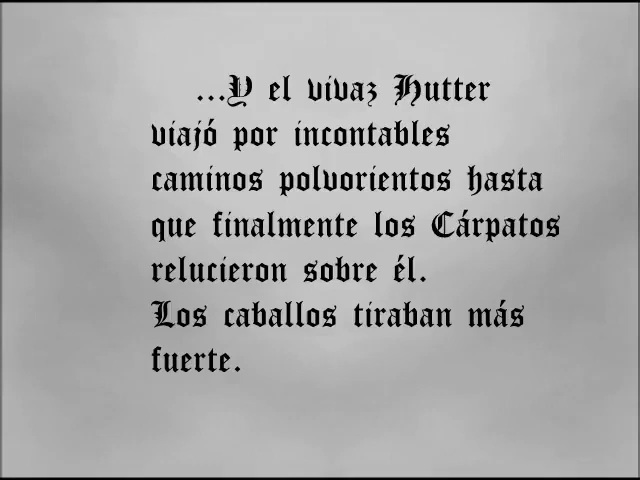 ...Y el vivaz Hutter
viajó por incontables
caminos polvorientos hasta
que finalmente los Cárpatos
relucieron sobre él.
Los caballos tiraban más
fuerte.